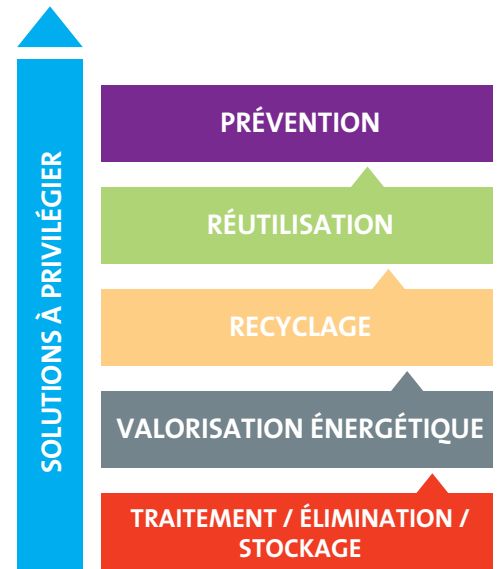 SOLUTIONS À PRIVILÉGIER
PRÉVENTION
RÉUTILISATION
RECYCLAGE
VALORISATION ÉNERGÉTIQUE
TRAITEMENT / ÉLIMINATION /
STOCKAGE